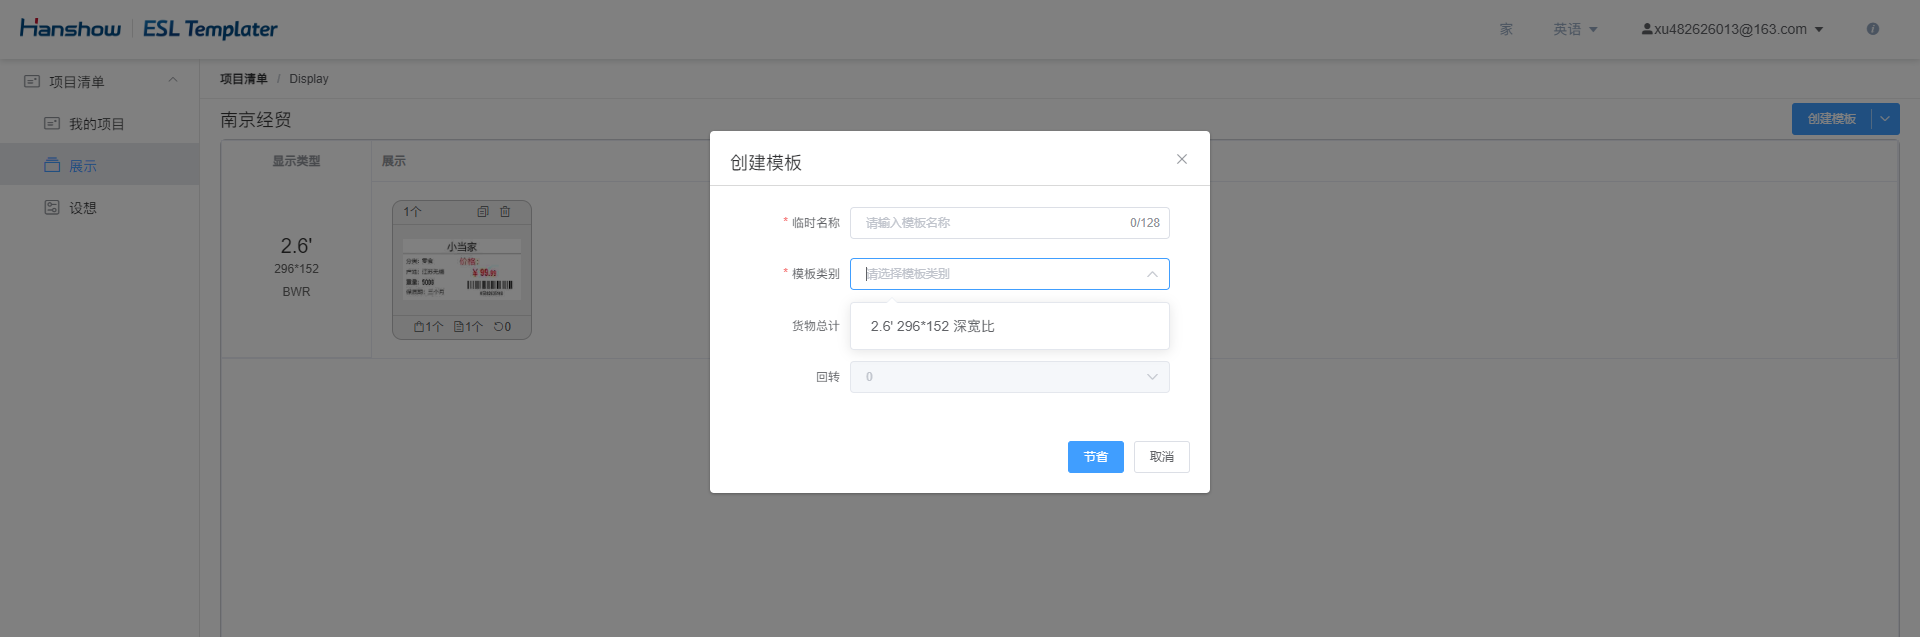 Hanshow
ESL Templater
家
英语
xu482626013@163.com
项目清单
我的项目
展示
设想
项目清单 / Display
南京经贸
创建模板
显示类型
展示
2.6'
296*152
BWR
1个
小当家
价格:
¥ 95.80
1个
1个
0
创建模板
* 临时名称
请输入模板名称
0/128
* 模板类别
请选择模板类别
货物总计
2.6' 296*152 深宽比
回转
0
节省
取消